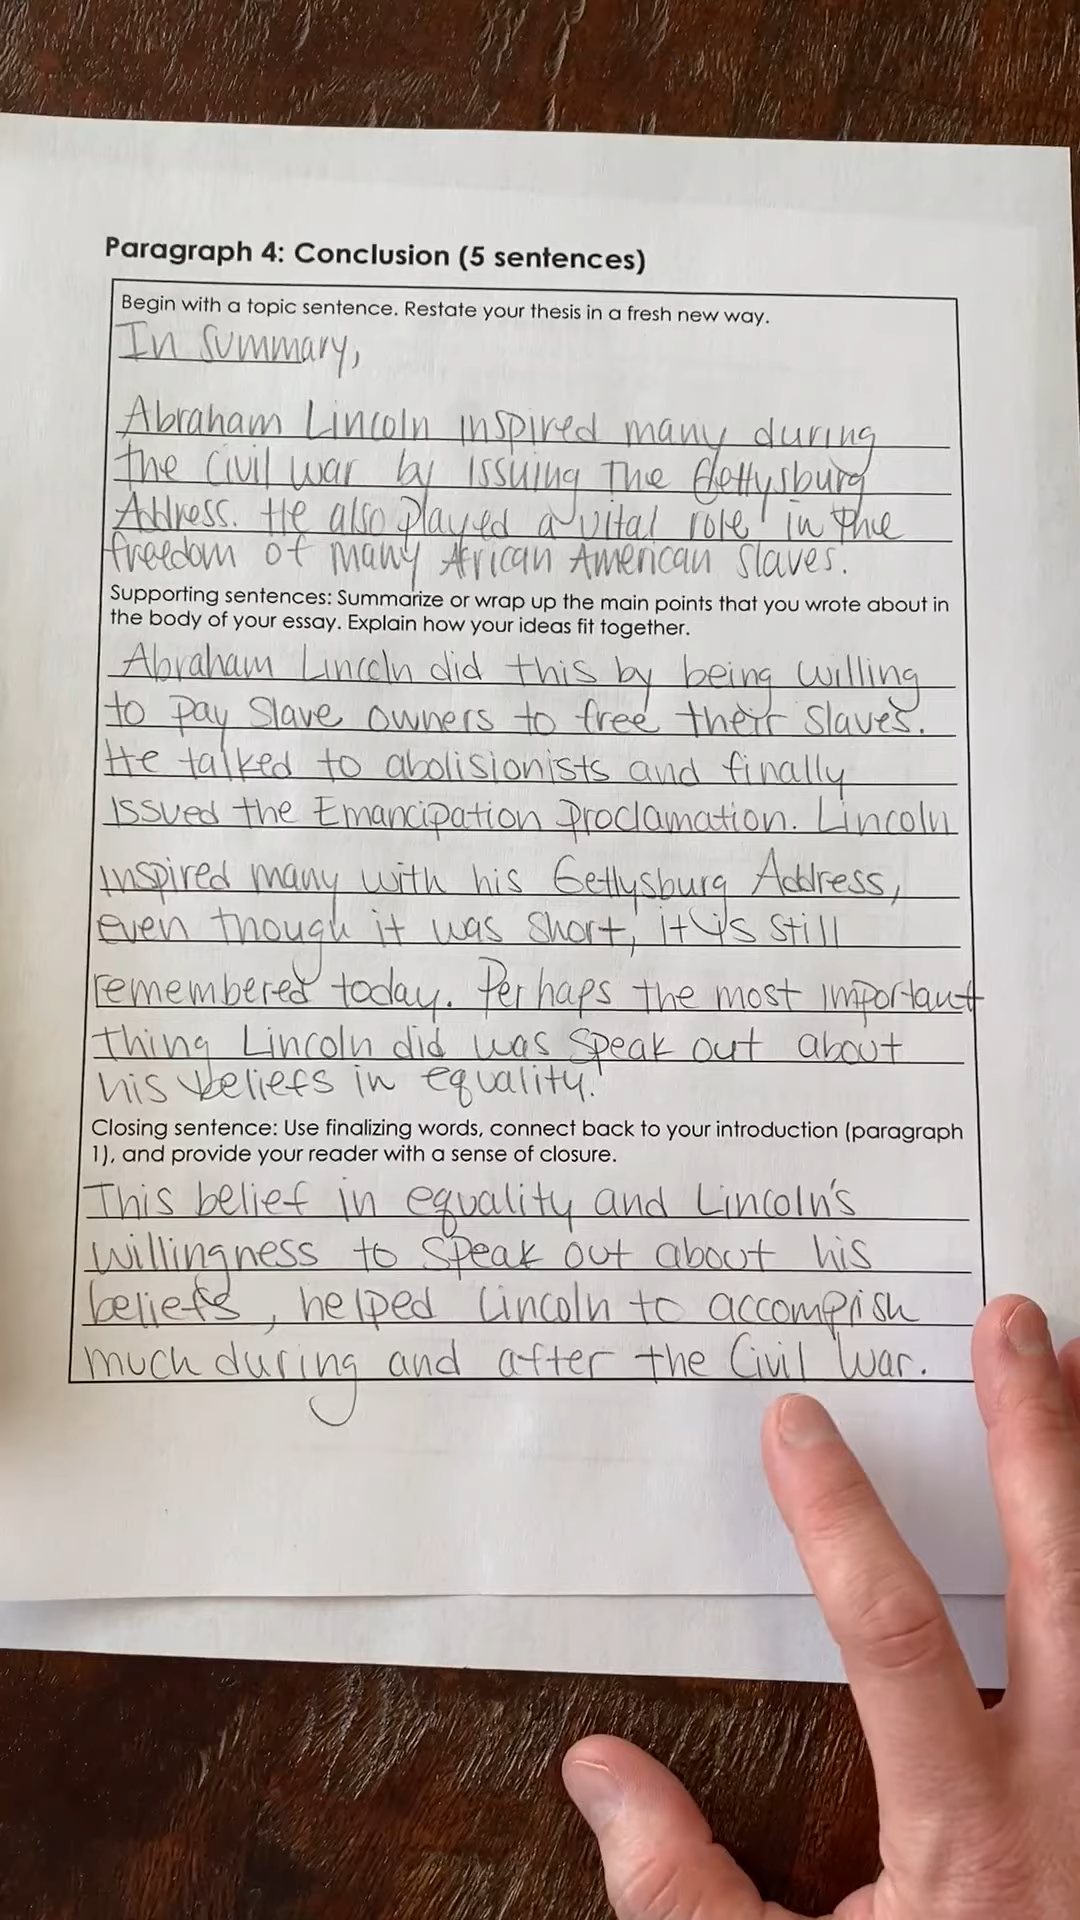 Paragraph 4: Conclusion (5 sentences)
Begin with a topic sentence. Restate your thesis in a fresh new way.
In summary,
Abraham Lincoln inspired many during
the civil war by issuing The Gettysburg
Address. He also played a vital role in the
freedom of many African American slaves.
Supporting sentences: Summarize or wrap up the main points that you wrote about in
the body of your essay. Explain how your ideas fit together.
Abraham Lincoln did this by being willing
to pay slave owners to free their slaves.
He talked to abolisionists and finally
issued the Emancipation Proclamation. Lincoln
inspired many with his Gettysburg Address,
even though it was short, it is still
remembered today. Perhaps the most important
thing Lincoln did was speak out about
his beliefs in equality.
Closing sentence: Use finalizing words, connect back to your introduction (paragraph
1), and provide your reader with a sense of closure.
This belief in equality and Lincoln's
willingness to speak out about his
beliefs, helped Lincoln to accomplish
much during and after the Civil War.